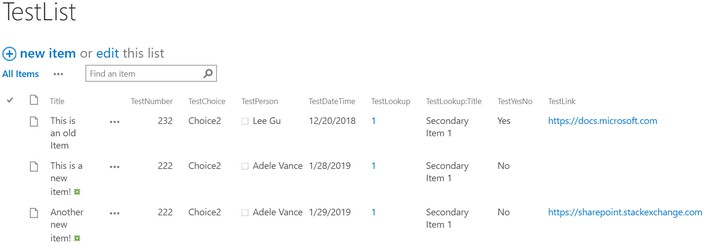 TestList
new item or edit this list
All Items ••• Find an item
Title TestNumber TestChoice TestPerson TestDateTime TestLookup TestLookup:Title TestYesNo TestLink
This is ••• 232 Choice2 Lee Gu 12/20/2018 1 Secondary Yes https://docs.microsoft.com
an old Item 1
Item
This is a ••• 222 Choice2 Adele Vance 1/28/2019 1 Secondary No
new Item 1
item!
Another ••• 222 Choice2 Adele Vance 1/29/2019 1 Secondary No https://sharepoint.stackexchange.com
new Item 1
item!